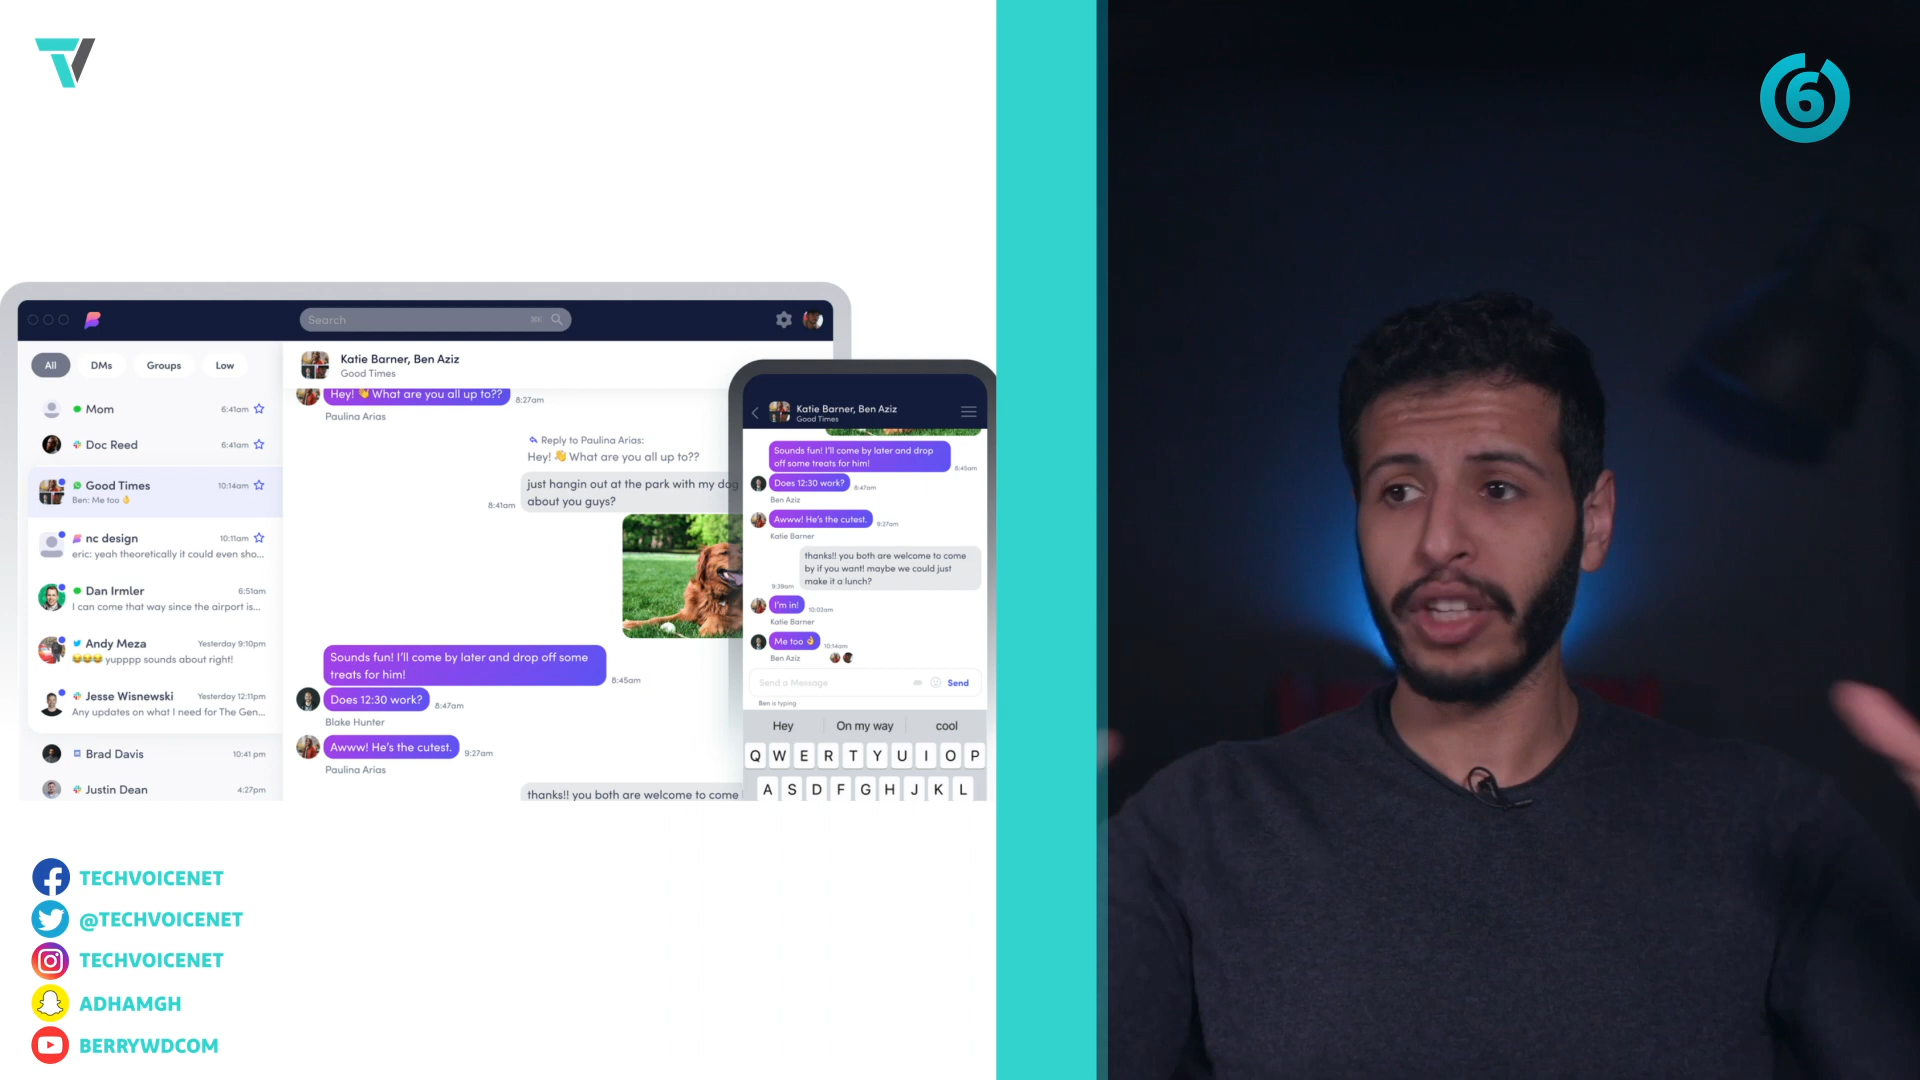 6
Search
All
DMs
Groups
Low
Mom
6:41am
Doc Reed
6:41am
Good Times
10:14am
Ben: Me too 👌
nc design
10:11am
eric: yeah theoretically it could even sho...
Dan Irmler
6:51am
I can come that way since the airport is...
Andy Meza
Yesterday 9:10pm
😂😂😂 yupppp sounds about right!
Jesse Wisnewski
Yesterday 12:11pm
Any updates on what I need for The Gen...
Brad Davis
10:41 pm
Justin Dean
4:27pm
Katie Barner, Ben Aziz
Good Times
Hey! 👋 What are you all up to??
8:27am
Paulina Arias
Reply to Paulina Arias:
Hey! 👋 What are you all up to??
just hangin out at the park with my dog
about you guys?
8:41am
Sounds fun! I'll come by later and drop off some
treats for him!
8:45am
Does 12:30 work?
8:47am
Blake Hunter
Awww! He's the cutest.
9:27am
Paulina Arias
thanks!! you both are welcome to come
Katie Barner, Ben Aziz
Good Times
Sounds fun! I'll come by later and drop
off some treats for him!
8:45am
Does 12:30 work?
8:47am
Ben Aziz
Awww! He's the cutest.
9:27am
Katie Barner
thanks!! you both are welcome to come
by if you want! maybe we could just
make it a lunch?
9:39am
I'm in!
10:02am
Katie Barner
Me too 👌
10:14am
Ben Aziz
Send a Message
Send
Ben is typing
Hey
On my way
cool
Q W E R T Y U I O P
A S D F G H J K L
TECHVOICENET
@TECHVOICENET
TECHVOICENET
ADHAMGH
BERRYWDCOM